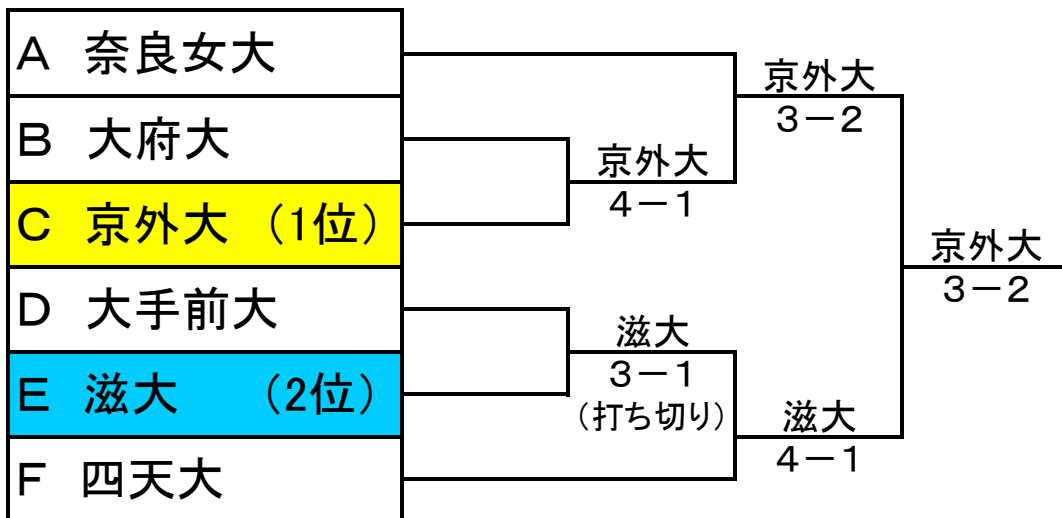 A 奈良女大
B 大府大
C 京外大 (1位)
D 大手前大
E 滋大 (2位)
F 四天大
京外大
4-1
滋大
3-1
(打ち切り)
京外大
3-2
滋大
4-1
京外大
3-2